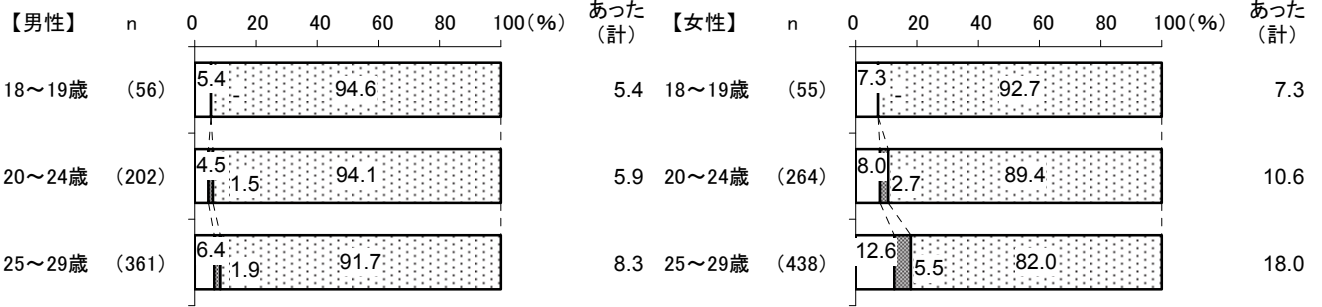 【男性】 n 0 20 40 60 80 100(%) あった（計） 【女性】 n 0 20 40 60 80 100(%) あった（計）
18～19歳 (56) 5.4 - 94.6 5.4 18～19歳 (55) 7.3 - 92.7 7.3
20～24歳 (202) 4.5 1.5 94.1 5.9 20～24歳 (264) 8.0 2.7 89.4 10.6
25～29歳 (361) 6.4 1.9 91.7 8.3 25～29歳 (438) 12.6 5.5 82.0 18.0